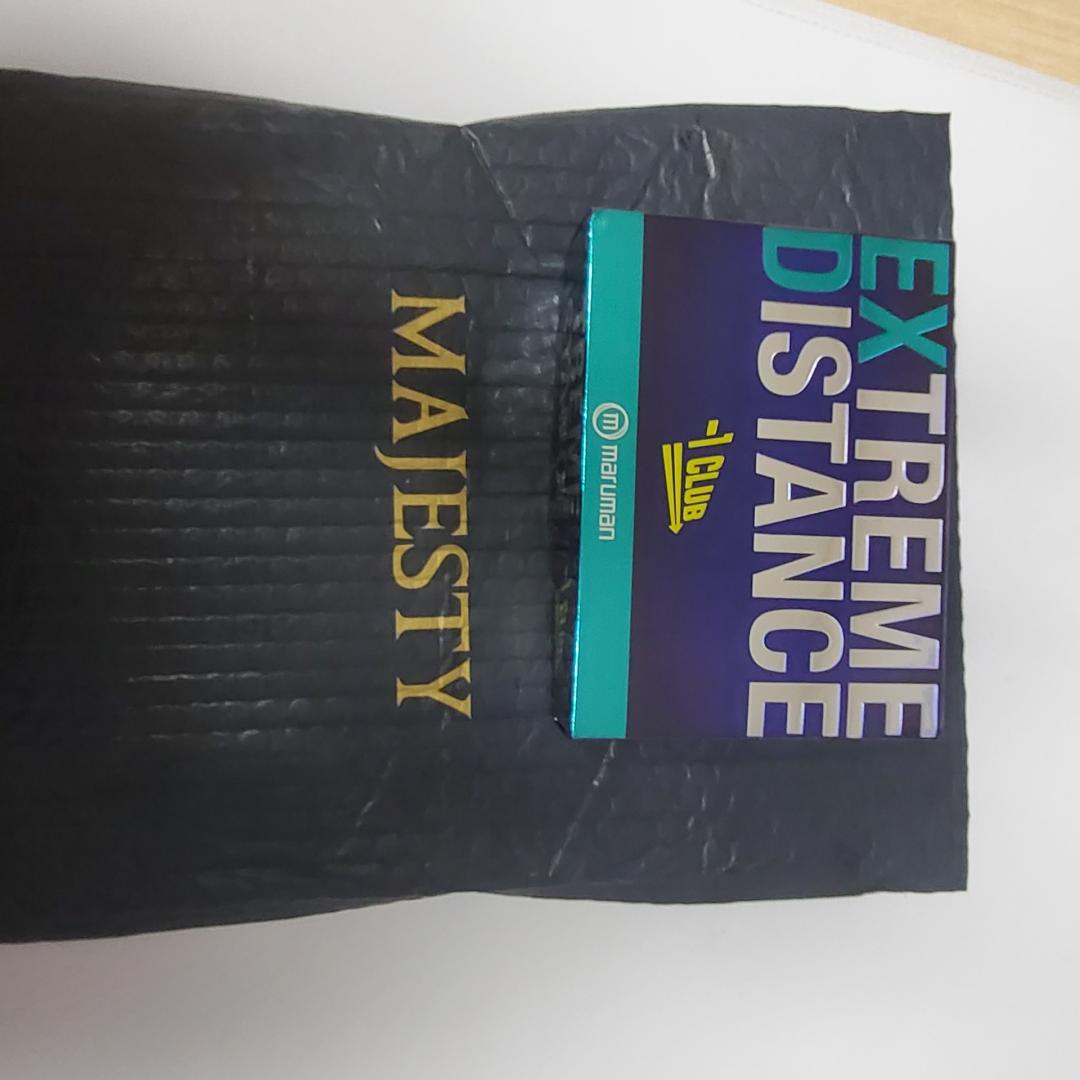 EXTREME
DISTANCE
-1 CLUB
maruman
MAJESTY